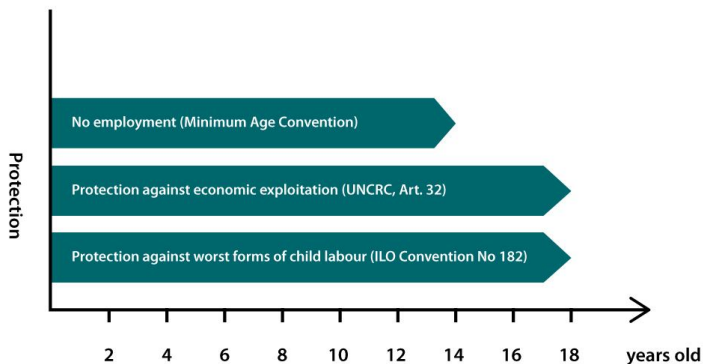 Protection
No employment (Minimum Age Convention)
Protection against economic exploitation (UNCRC, Art. 32)
Protection against worst forms of child labour (ILO Convention No 182)
2 4 6 8 10 12 14 16 18 years old